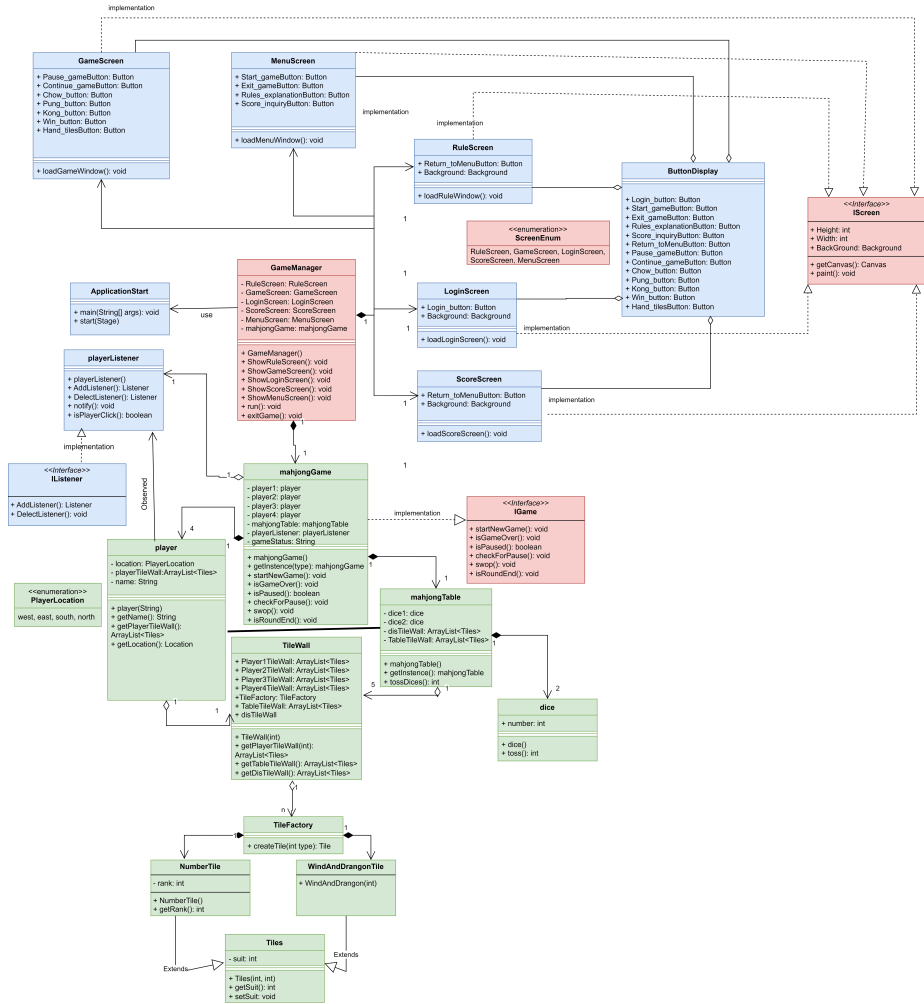 implementation
GameScreen
+ Pause_gameButton: Button
+ Continue_gameButton: Button
+ Chow_button: Button
+ Pung_button: Button
+ Kong_button: Button
+ Win_button: Button
+ Hand_tilesButton: Button
+ loadGameWindow(): void
MenuScreen
+ Start_gameButton: Button
+ Exit_gameButton: Button
+ Rules_explanationButton: Button
+ Score_inquiryButton: Button
+ loadMenuWindow(): void
implementation
implementation
RuleScreen
+ Return_toMenuButton: Button
+ Background: Background
+ loadRuleWindow(): void
ButtonDisplay
+ Login_button: Button
+ Start_gameButton: Button
+ Exit_gameButton: Button
+ Rules_explanationButton: Button
+ Score_inquiryButton: Button
+ Return_toMenuButton: Button
+ Pause_gameButton: Button
+ Continue_gameButton: Button
+ Chow_button: Button
+ Pung_button: Button
+ Kong_button: Button
+ Win_button: Button
+ Hand_tilesButton: Button
<<Interface>>
IScreen
+ Height: int
+ Width: int
+ BackGround: Background
+ getCanvas(): Canvas
+ paint(): void
1
<<enumeration>>
ScreenEnum
RuleScreen, GameScreen, LoginScreen,
ScoreScreen, MenuScreen
GameManager
- RuleScreen: RuleScreen
- GameScreen: GameScreen
- LoginScreen: LoginScreen
- ScoreScreen: ScoreScreen
- MenuScreen: MenuScreen
- mahjongGame: mahjongGame
+ GameManager()
+ ShowRuleScreen(): void
+ ShowGameScreen(): void
+ ShowLoginScreen(): void
+ ShowScoreScreen(): void
+ ShowMenuScreen(): void
+ run(): void
+ exitGame(): void
1
1
1
1
1
1
ApplicationStart
+ main(String[] args): void
+ start(Stage)
use
LoginScreen
+ Login_button: Button
+ Background: Background
+ loadLoginScreen(): void
implementation
ScoreScreen
+ Return_toMenuButton: Button
+ Background: Background
+ loadScoreScreen(): void
implementation
playerListener
+ playerListener()
+ AddListener(): Listener
+ DelectListener(): Listener
+ notify(): void
+ isPlayerClick(): boolean
1
implementation
<<Interface>>
IListener
+ AddListener(): Listener
+ DelectListener(): void
Observed
1
1
mahjongGame
- player1: player
- player2: player
- player3: player
- player4: player
- mahjongTable: mahjongTable
- playerListener: playerListener
- gameStatus: String
+ mahjongGame()
+ getInstence(type): mahjongGame
+ startNewGame(): void
+ isGameOver(): void
+ isPaused(): boolean
+ checkForPause(): void
+ swop(): void
+ isRoundEnd(): void
implementation
<<Interface>>
IGame
+ startNewGame(): void
+ isGameOver(): void
+ isPaused(): boolean
+ checkForPause(): void
+ swop(): void
+ isRoundEnd(): void
4
1
1
1
player
- location: PlayerLocation
- playerTileWall:ArrayList<Tiles>
- name: String
+ player(String)
+ getName(): String
+ getPlayerTileWall():
ArrayList<Tiles>
+ getLocation(): Location
<<enumeration>>
PlayerLocation
west, east, south, north
mahjongTable
- dice1: dice
- dice2: dice
- disTileWall: ArrayList<Tiles>
- TableTileWall: ArrayList<Tiles>
+ mahjongTable()
+ getInstence(): mahjongTable
+ tossDices(): int
1
2
5
1
1
1
TileWall
+ Player1TileWall: ArrayList<Tiles>
+ Player2TileWall: ArrayList<Tiles>
+ Player3TileWall: ArrayList<Tiles>
+ Player4TileWall: ArrayList<Tiles>
+TileFactory: TileFactory
+ TableTileWall: ArrayList<Tiles>
+ disTileWall
+ TileWall(int)
+ getPlayerTileWall(int):
ArrayList<Tiles>
+ getTableTileWall(): ArrayList<Tiles>
+ getDisTileWall(): ArrayList<Tiles>
dice
+ number: int
+ dice()
+ toss(): int
1
n
TileFactory
+ createTile(int type): Tile
1
1
NumberTile
- rank: int
+ NumberTile()
+ getRank(): int
WindAndDrangonTile
+ WindAndDrangon(int)
Extends
Extends
Tiles
- suit: int
+ Tiles(int, int)
+ getSuit(): int
+ setSuit: void